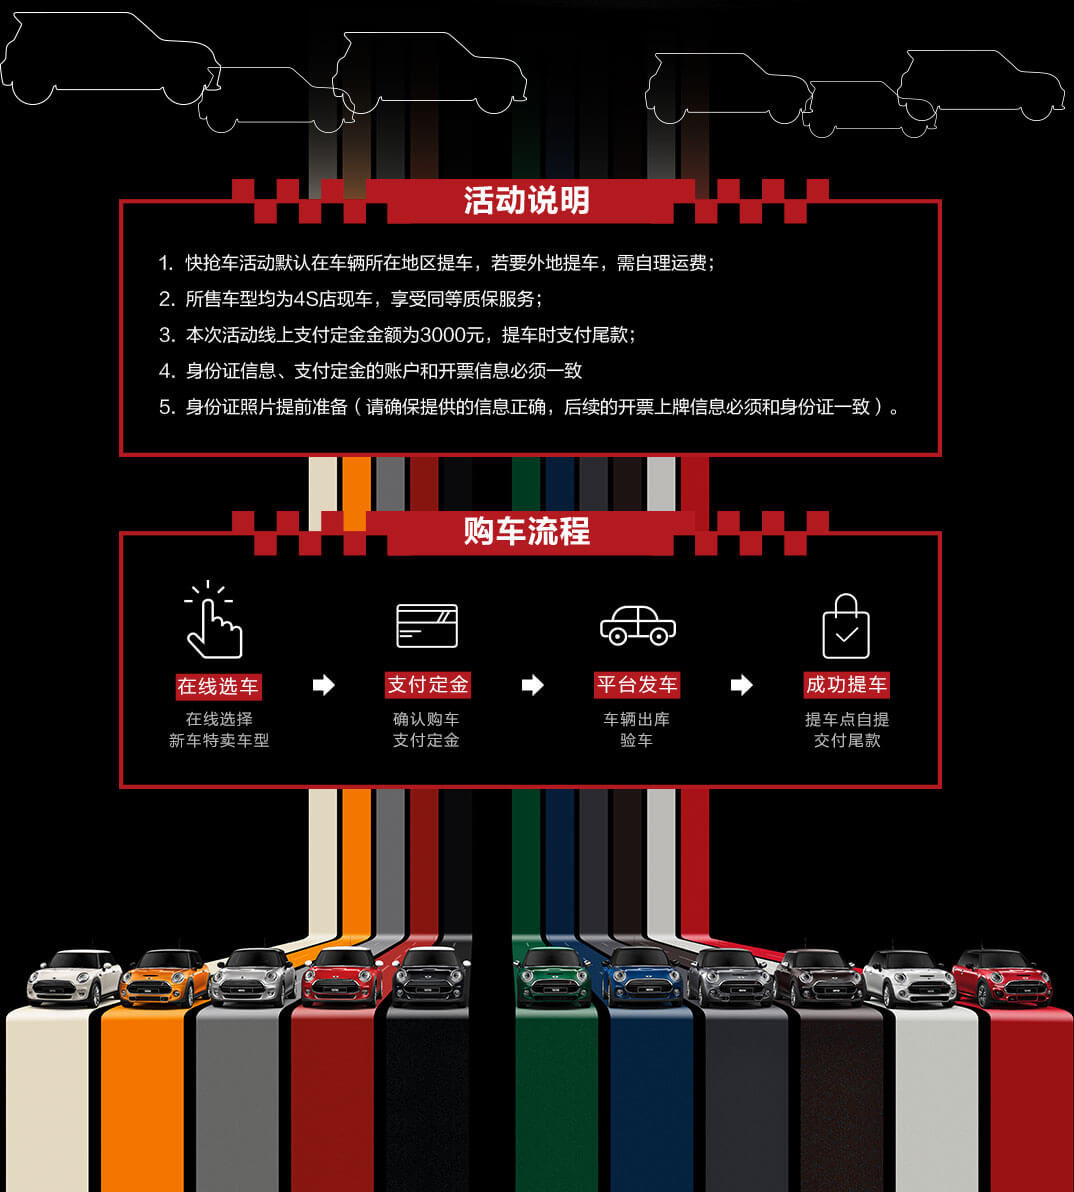 活动说明
1. 快抢车活动默认在车辆所在地区提车，若要外地提车，需自理运费；
2. 所售车型均为4S店现车，享受同等质保服务；
3. 本次活动线上支付定金金额为3000元，提车时支付尾款；
4. 身份证信息、支付定金的账户和开票信息必须一致
5. 身份证照片提前准备（请确保提供的信息正确，后续的开票上牌信息必须和身份证一致）。
购车流程
在线选车
支付定金
平台发车
成功提车
在线选择
新车特卖车型
确认购车
支付定金
车辆出库
验车
提车点自提
交付尾款